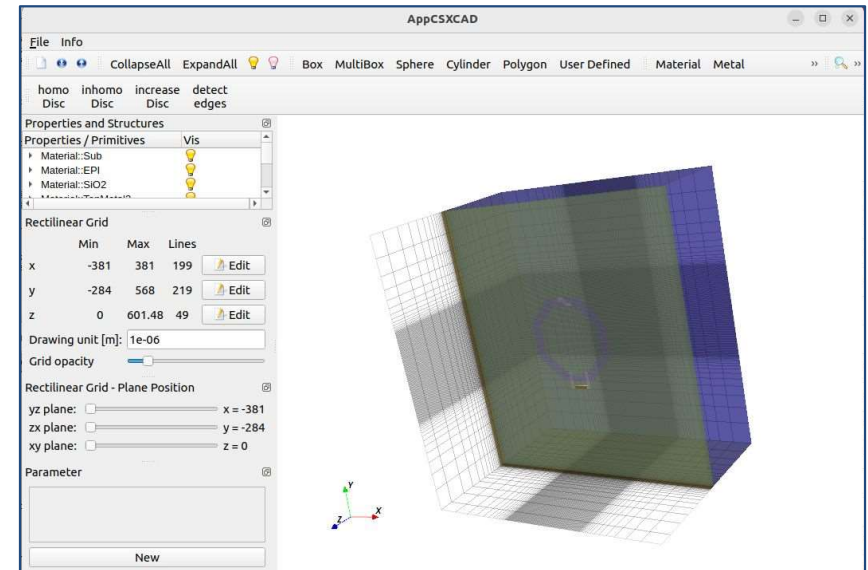 AppCSXCAD
File Info
CollapseAll ExpandAll Box MultiBox Sphere Cylinder Polygon User Defined Material Metal » »
homo Disc inhomo Disc increase Disc detect edges
Properties and Structures
Properties / Primitives Vis
Material::Sub
Material::EPI
Material::SiO2
Material::TopMetal2
Rectilinear Grid
Min Max Lines
x -381 381 199 Edit
y -284 568 219 Edit
z 0 601.48 49 Edit
Drawing unit [m]: 1e-06
Grid opacity
Rectilinear Grid - Plane Position
yz plane: x = -381
zx plane: y = -284
xy plane: z = 0
Parameter
New
Y
Z X